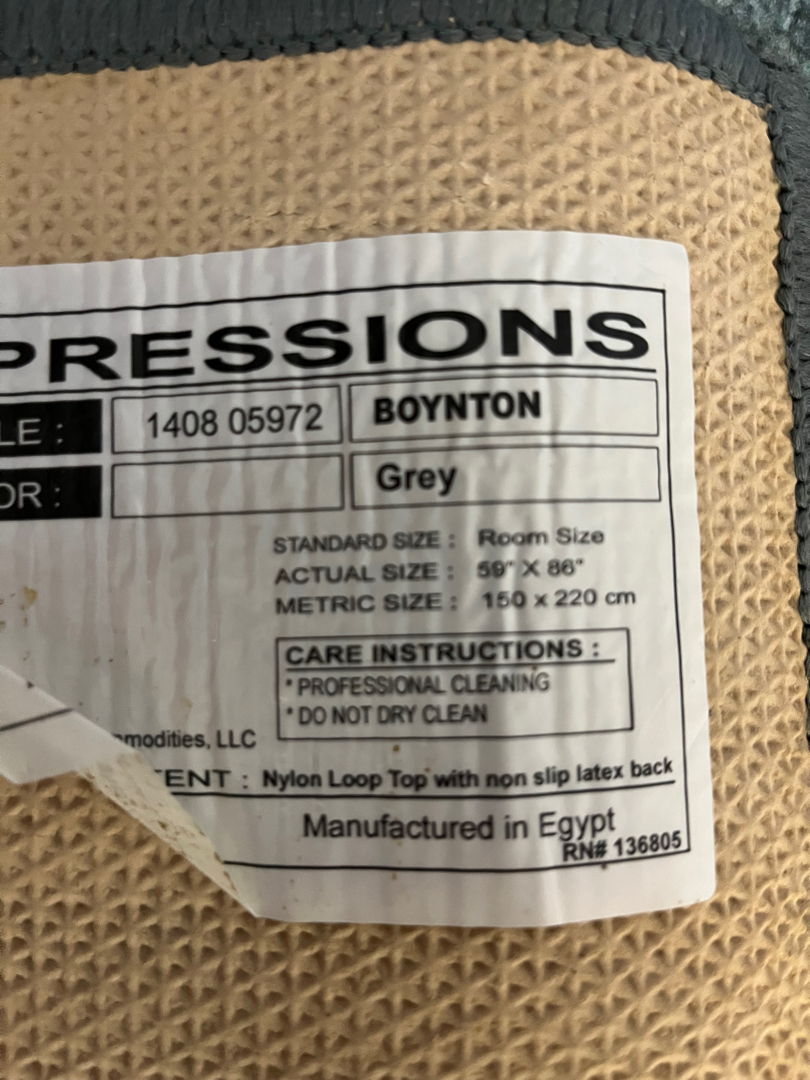 PRESSIONS
LE : 1408 05972 BOYNTON
OR : Grey
STANDARD SIZE : Room Size
ACTUAL SIZE : 59" X 86"
METRIC SIZE : 150 x 220 cm
CARE INSTRUCTIONS :
* PROFESSIONAL CLEANING
* DO NOT DRY CLEAN
modities, LLC
TENT : Nylon Loop Top with non slip latex back
Manufactured in Egypt
RN# 136805